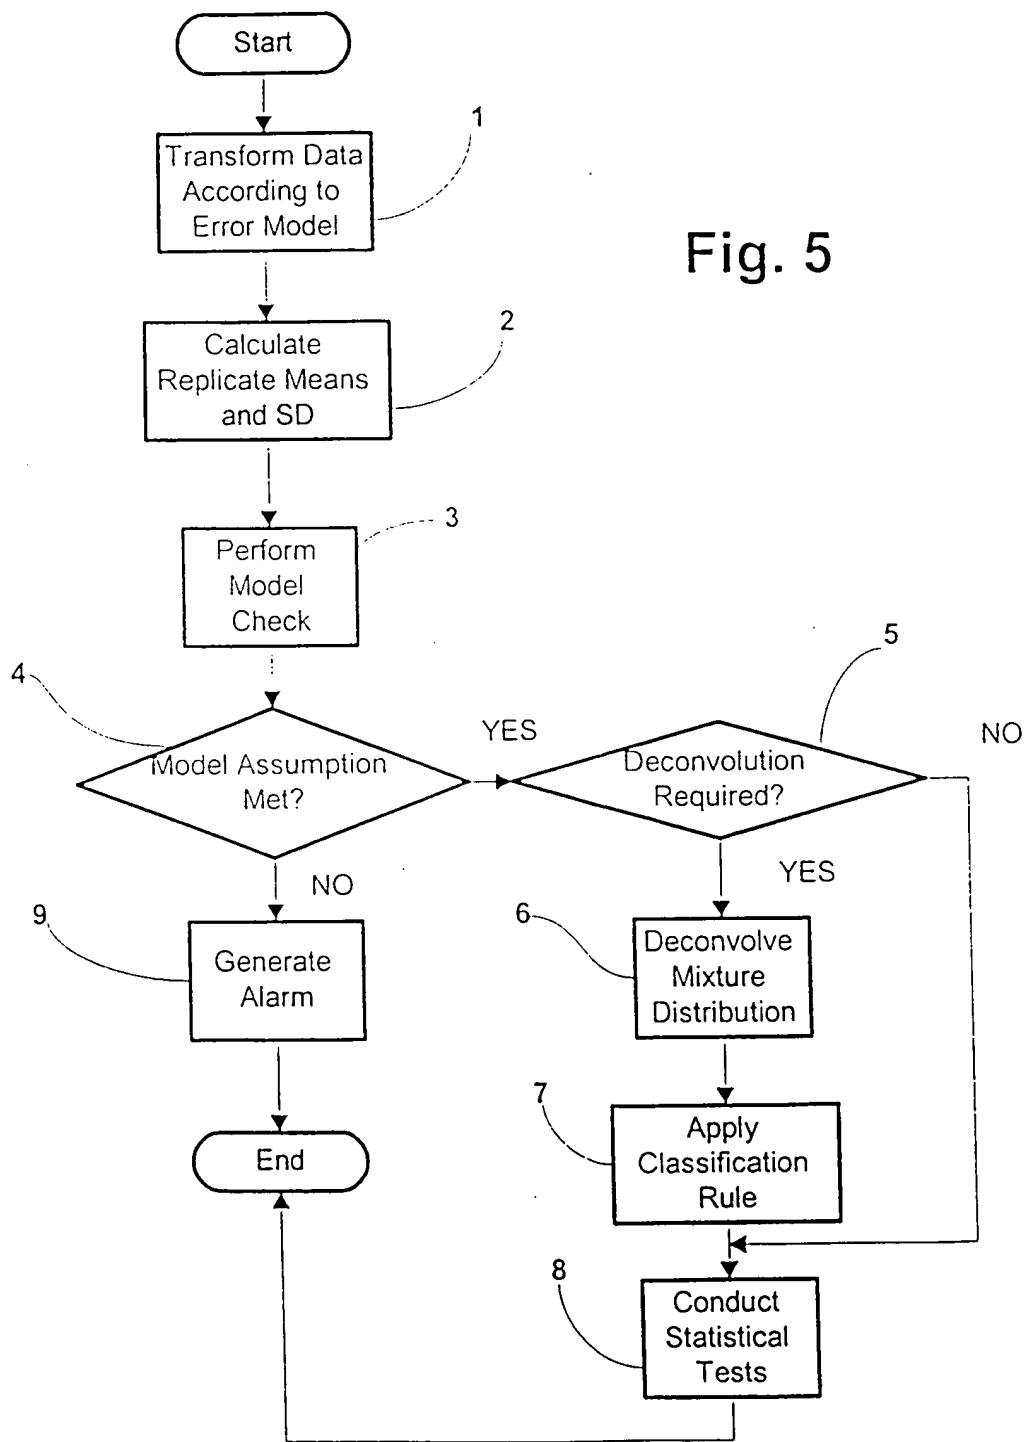 Start
1
Transform Data
According to
Error Model
Fig. 5
2
Calculate
Replicate Means
and SD
3
Perform
Model
Check
4
Model Assumption
Met?
YES
5
Deconvolution
Required?
NO
NO
YES
9
Generate
Alarm
6
Deconvolve
Mixture
Distribution
7
Apply
Classification
Rule
End
8
Conduct
Statistical
Tests